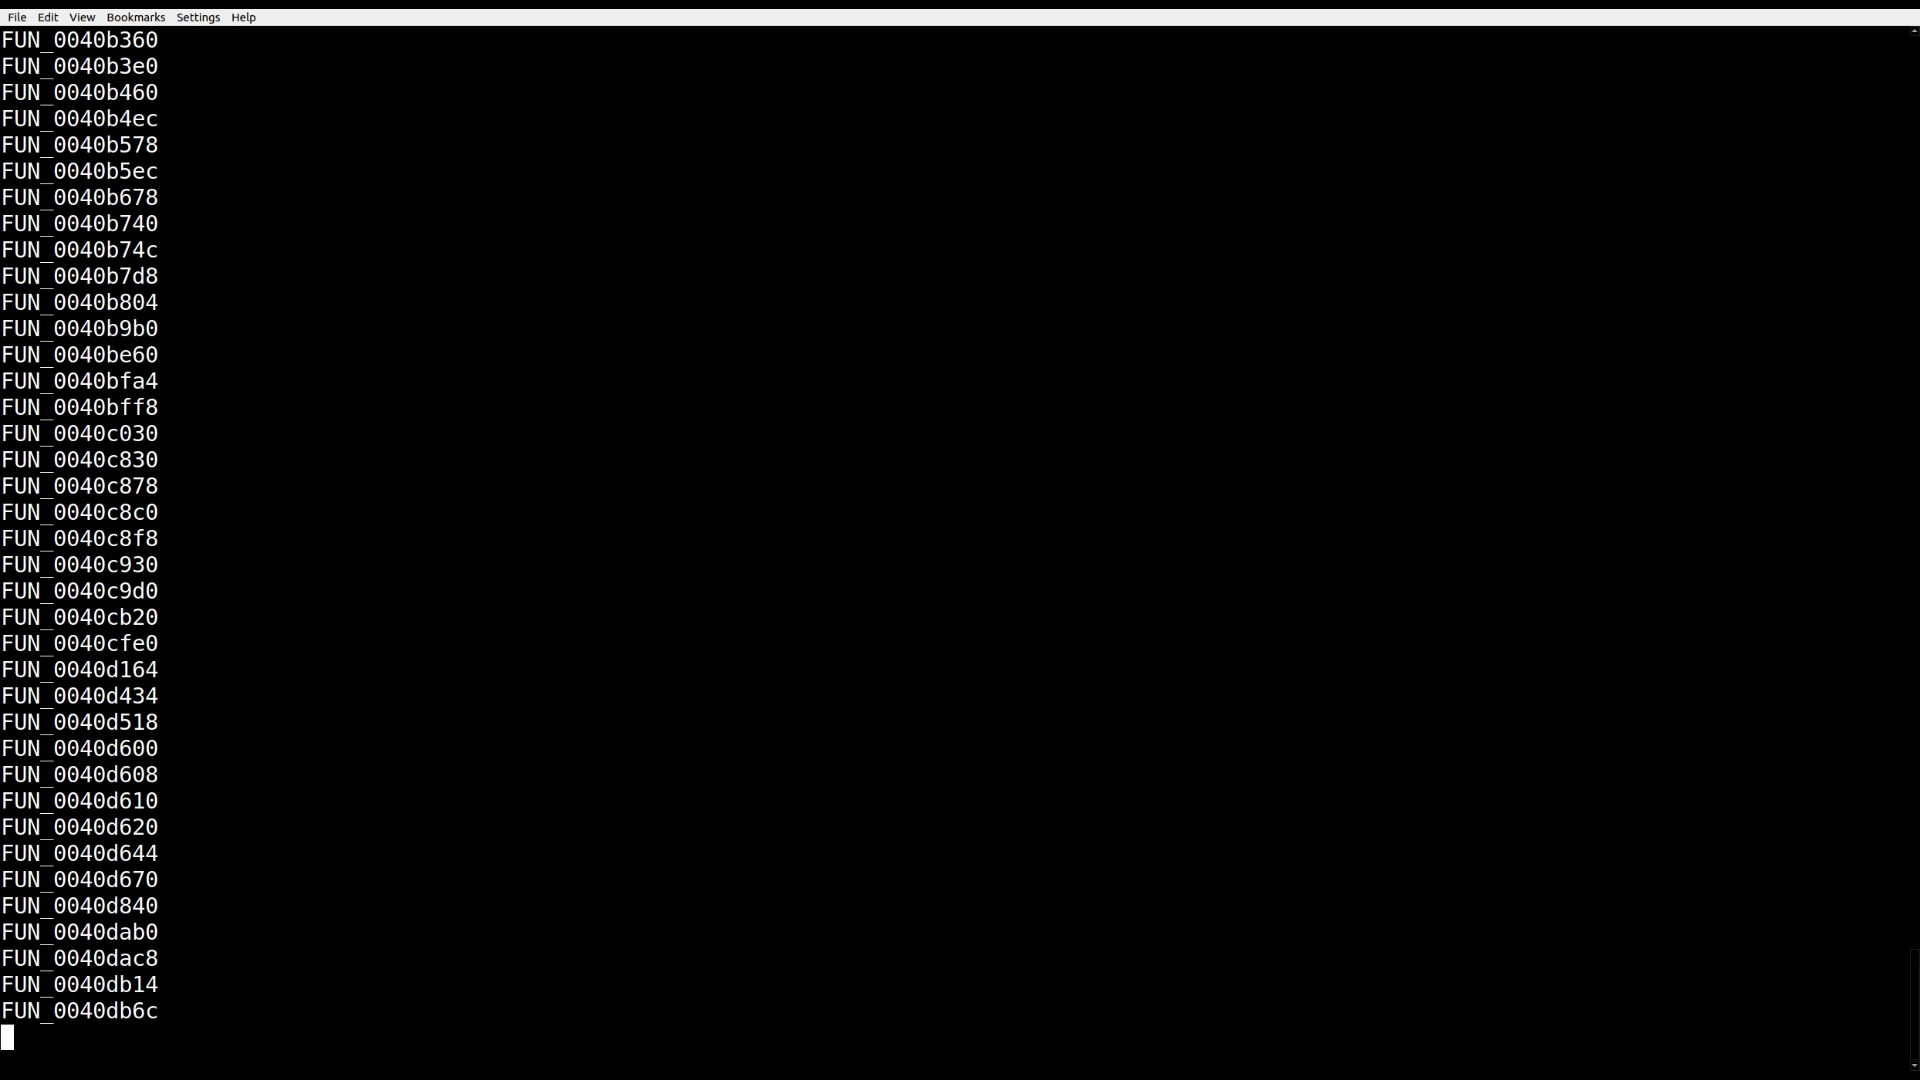 File Edit View Bookmarks Settings Help
FUN_0040b360
FUN_0040b3e0
FUN_0040b460
FUN_0040b4ec
FUN_0040b578
FUN_0040b5ec
FUN_0040b678
FUN_0040b740
FUN_0040b74c
FUN_0040b7d8
FUN_0040b804
FUN_0040b9b0
FUN_0040be60
FUN_0040bfa4
FUN_0040bff8
FUN_0040c030
FUN_0040c830
FUN_0040c878
FUN_0040c8c0
FUN_0040c8f8
FUN_0040c930
FUN_0040c9d0
FUN_0040cb20
FUN_0040cfe0
FUN_0040d164
FUN_0040d434
FUN_0040d518
FUN_0040d600
FUN_0040d608
FUN_0040d610
FUN_0040d620
FUN_0040d644
FUN_0040d670
FUN_0040d840
FUN_0040dab0
FUN_0040dac8
FUN_0040db14
FUN_0040db6c